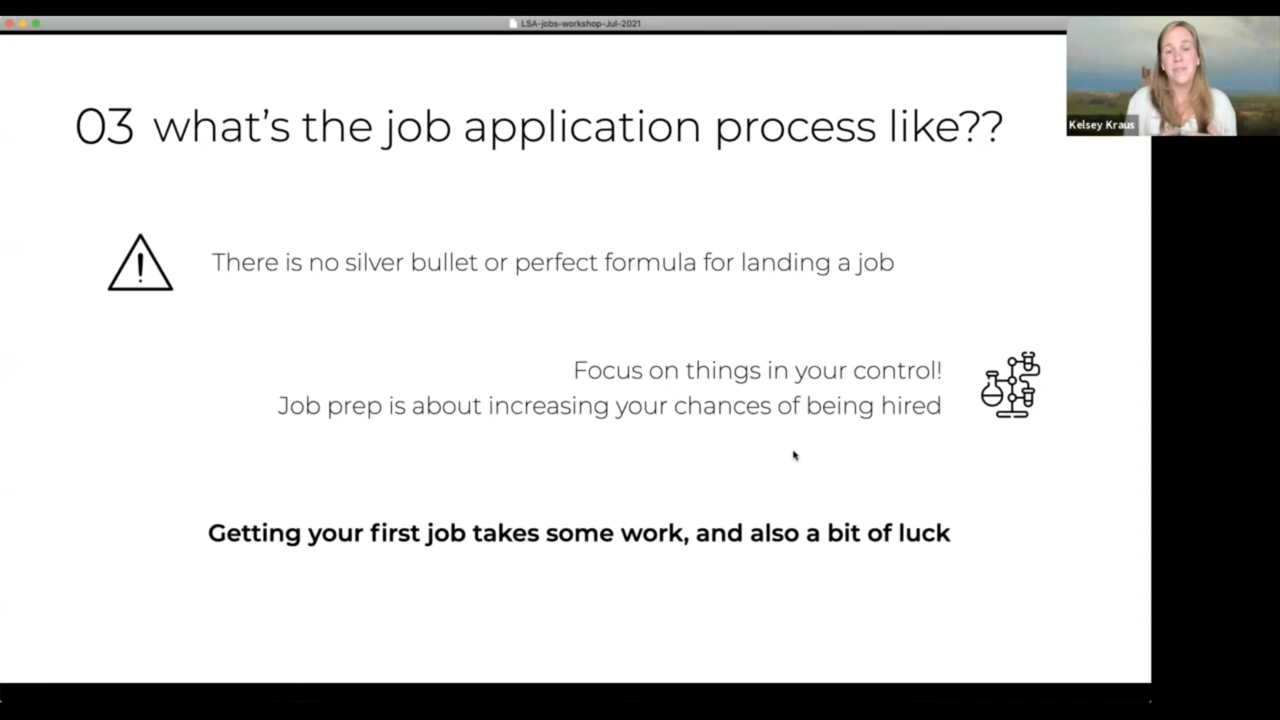 LSA-jobs-workshop-Jul-2021
Kelsey Kraus
03 what's the job application process like??
There is no silver bullet or perfect formula for landing a job
Focus on things in your control!
Job prep is about increasing your chances of being hired
Getting your first job takes some work, and also a bit of luck